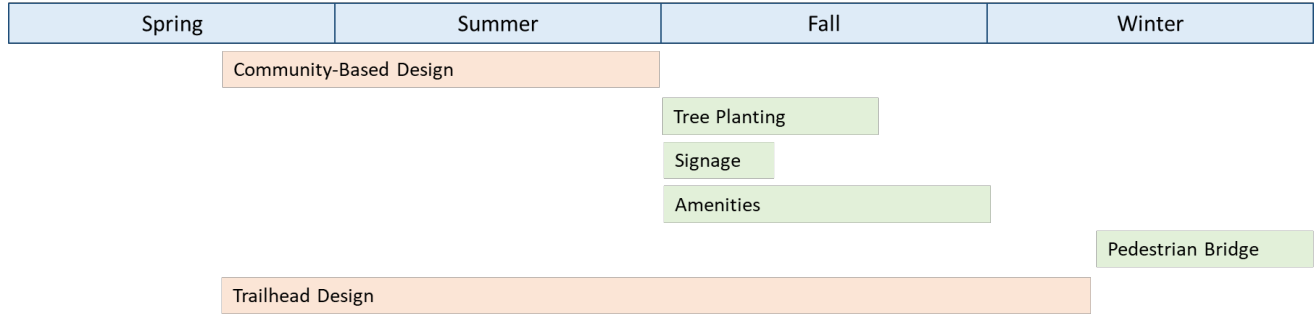 Spring Summer Fall Winter
Community-Based Design
Tree Planting
Signage
Amenities
Pedestrian Bridge
Trailhead Design